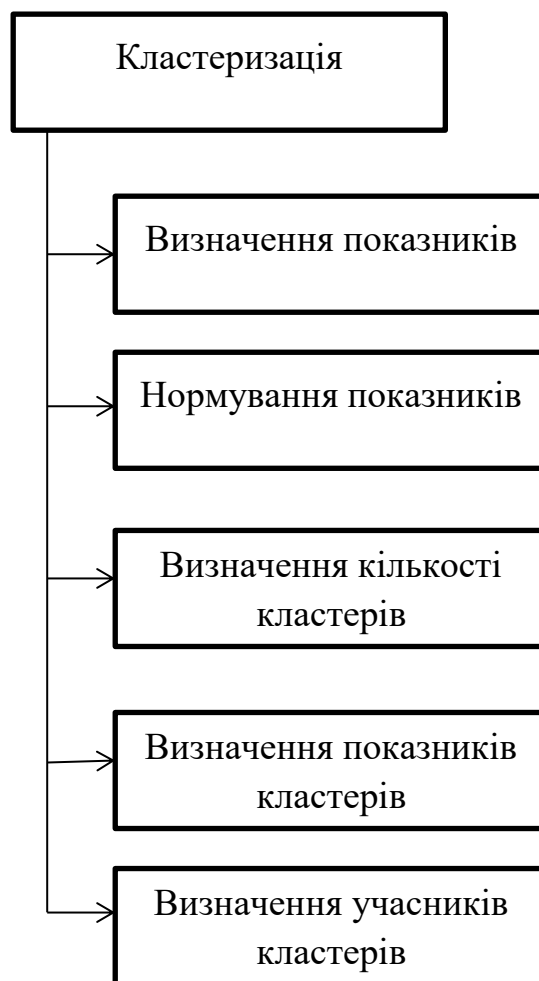 Кластеризація
Визначення показників
Нормування показників
Визначення кількості
кластерів
Визначення показників
кластерів
Визначення учасників
кластерів